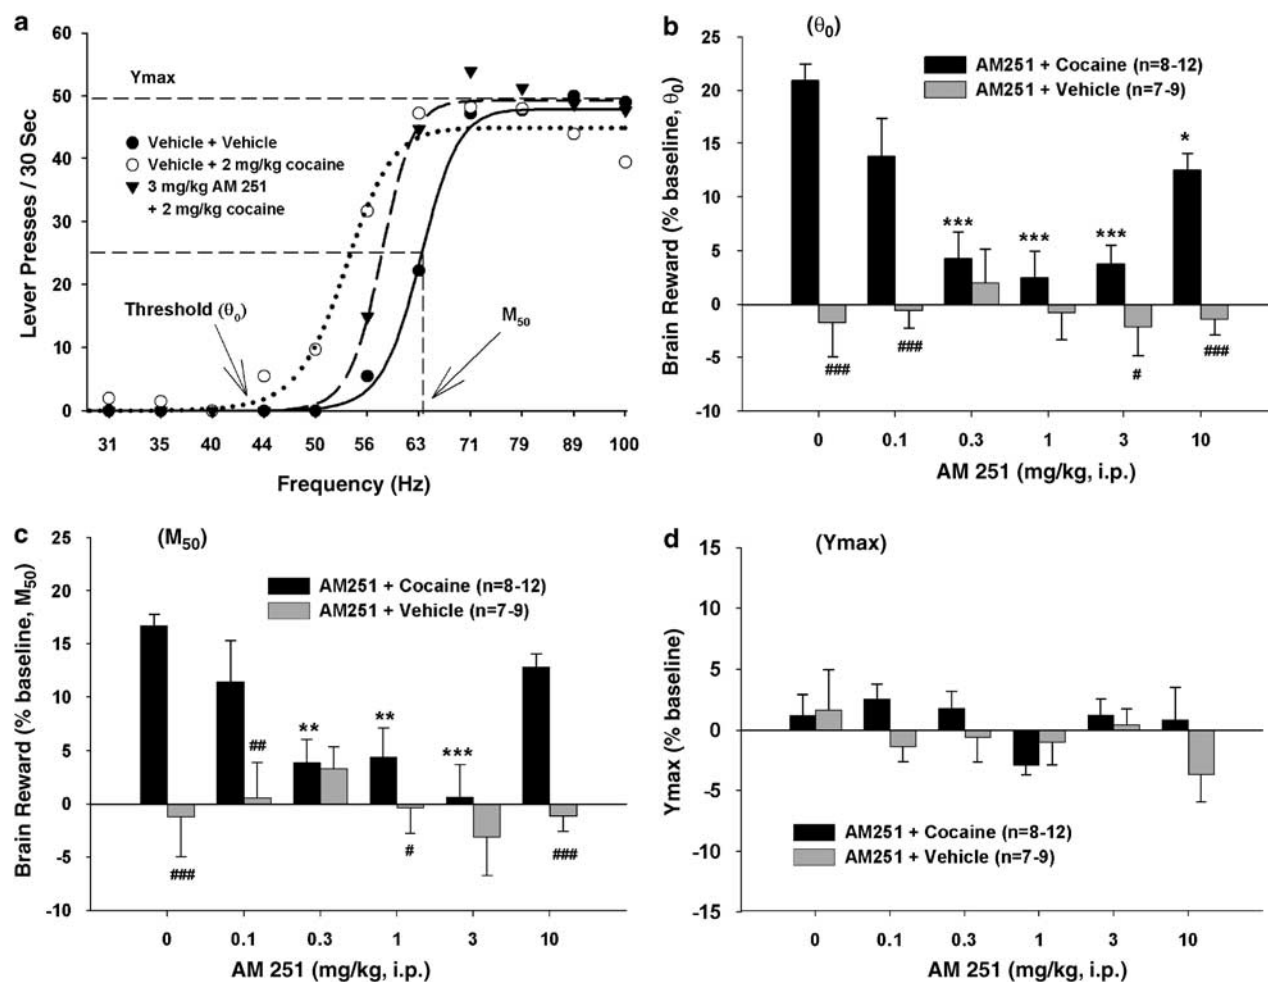 a
60
50
40
30
20
10
0
Lever Presses / 30 Sec
Ymax
Vehicle + Vehicle
Vehicle + 2 mg/kg cocaine
3 mg/kg AM 251
+ 2 mg/kg cocaine
Threshold (θ₀)
M₅₀
31 35 40 44 50 56 63 71 79 89 100
Frequency (Hz)
b
(θ₀)
25
20
15
10
5
0
-5
-10
Brain Reward (% baseline, θ₀)
AM251 + Cocaine (n=8-12)
AM251 + Vehicle (n=7-9)
*
*** *** ***
### ### # ###
0 0.1 0.3 1 3 10
AM 251 (mg/kg, i.p.)
c
(M₅₀)
25
20
15
10
5
0
-5
-10
Brain Reward (% baseline, M₅₀)
AM251 + Cocaine (n=8-12)
AM251 + Vehicle (n=7-9)
## ** ** ***
### # ###
0 0.1 0.3 1 3 10
AM 251 (mg/kg, i.p.)
d
(Ymax)
15
10
5
0
-5
-10
-15
Ymax (% baseline)
AM251 + Cocaine (n=8-12)
AM251 + Vehicle (n=7-9)
0 0.1 0.3 1 3 10
AM 251 (mg/kg, i.p.)